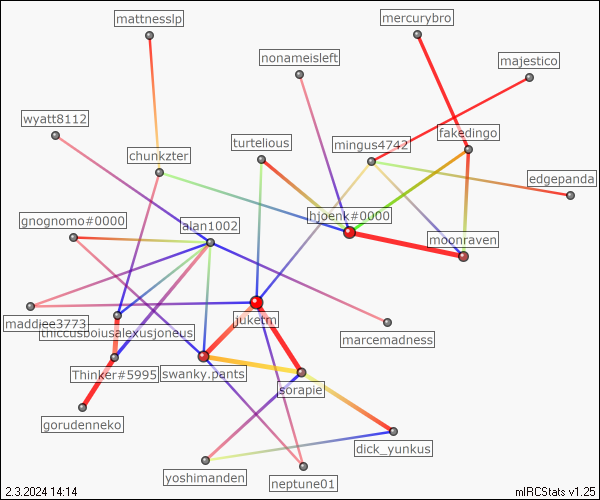 mattnesslp
mercurybro
nonameisleft
majestico
wyatt8112
turtelious
mingus4742
fakedingo
chunkzter
edgepanda
gnognomo#0000
alan1002
hjoenk#0000
moonraven
maddiee3773
juketm
thiccusboiusalexusjoneus
marcemadness
Thinker#5995
swanky.pants
sorapie
gorudenneko
dick_yunkus
yoshimanden
neptune01
2.3.2024 14:14
mIRCStats v1.25